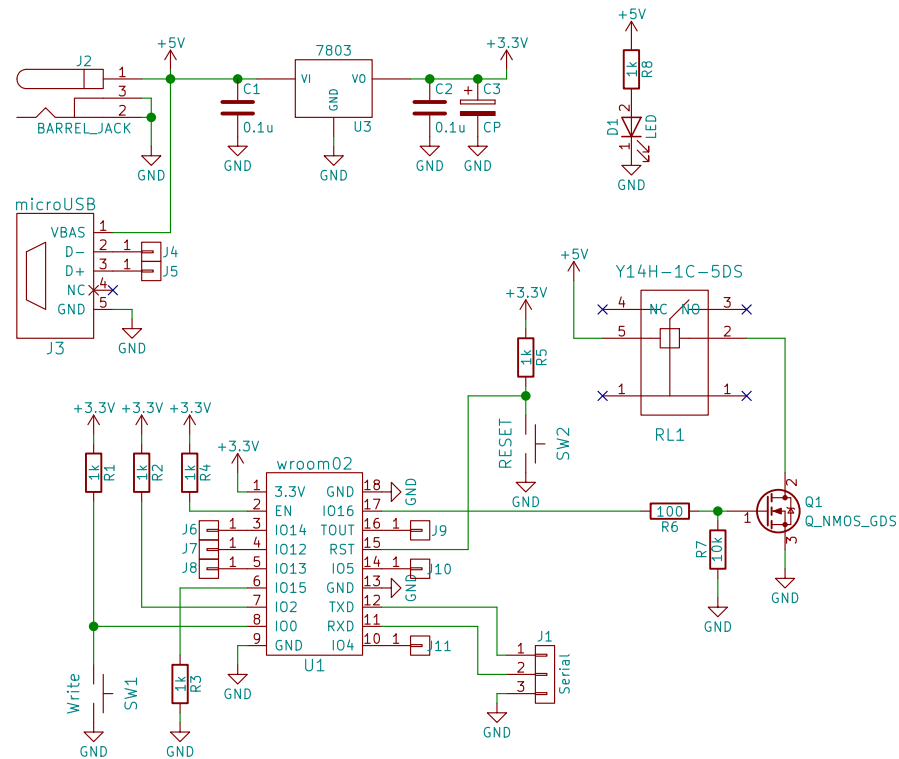 +5V
J2
1
3
2
BARREL_JACK
GND
C1
0.1u
GND
7803
VI
VO
GND
U3
GND
+3.3V
C2
0.1u
GND
+
C3
CP
GND
+5V
1k
R8
2
D1
LED
1
GND
microUSB
VBAS
1
D-
2
1
J4
D+
3
1
J5
NC
4
GND
5
J3
GND
+5V
Y14H-1C-5DS
4
NC
NO
3
5
2
1
1
RL1
+3.3V
1k
R5
RESET
SW2
GND
+3.3V
+3.3V
+3.3V
+3.3V
1k
R1
1k
R2
1k
R4
wroom02
1
3.3V
GND
18
GND
2
EN
IO16
17
J6
1
3
IO14
TOUT
16
1
J9
J7
1
4
IO12
RST
15
J8
1
5
IO13
IO5
14
1
J10
6
IO15
GND
13
GND
7
IO2
TXD
12
8
IO0
RXD
11
9
GND
IO4
10
1
J11
U1
GND
Write
SW1
GND
1k
R3
GND
J1
1
2
3
Serial
GND
100
R6
R7
10k
GND
1
2
3
Q1
Q_NMOS_GDS
GND